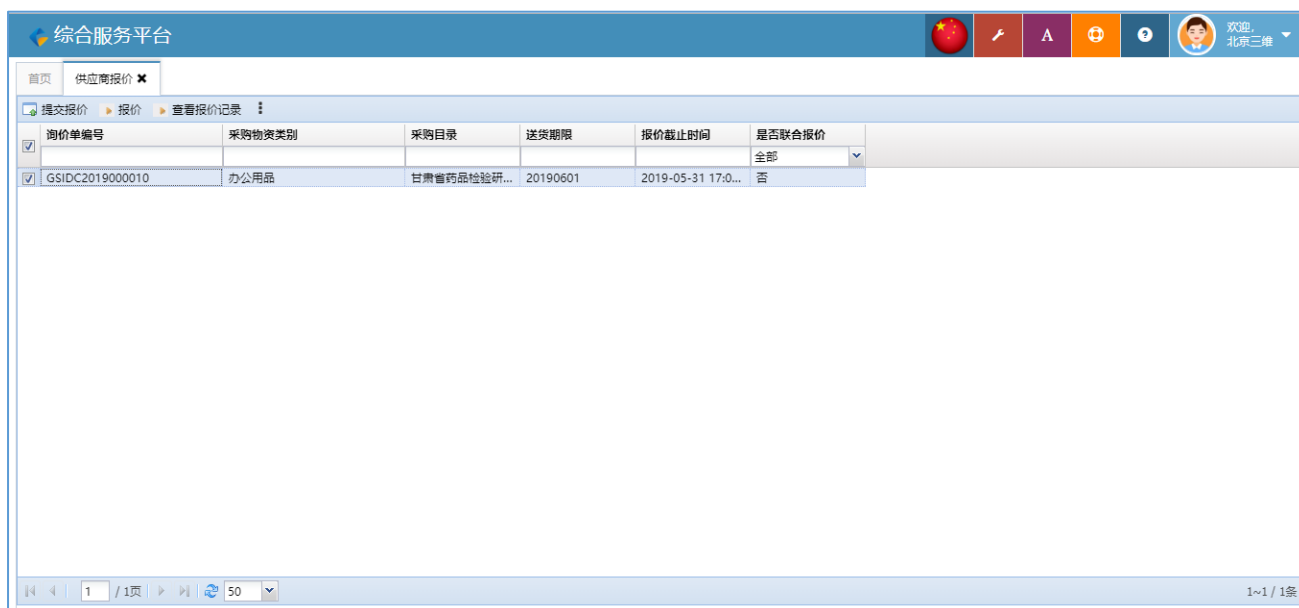 综合服务平台
A
欢迎,
北京三维
首页 供应商报价 ✖
提交报价 报价 查看报价记录
询价单编号 采购物资类别 采购目录 送货期限 报价截止时间 是否联合报价
全部
GSIDC2019000010 办公用品 甘肃省药品检验研... 20190601 2019-05-31 17:0... 否
1 / 1页 50 1~1 / 1条